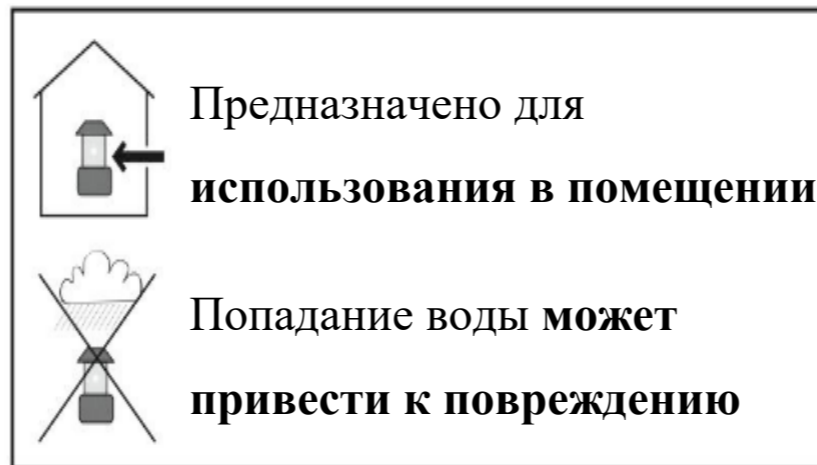 Предназначено для
использования в помещении
Попадание воды может
привести к повреждению